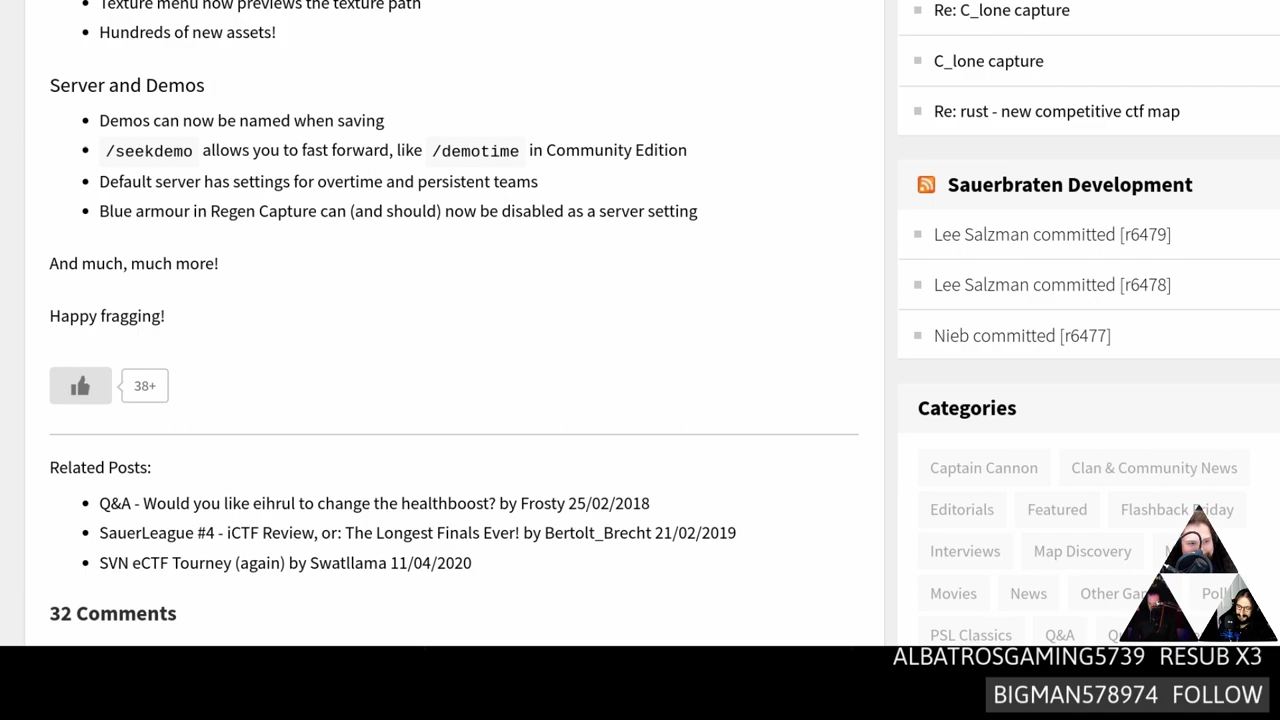 Texture menu now previews the texture path
Hundreds of new assets!
Server and Demos
Demos can now be named when saving
/seekdemo allows you to fast forward, like /demotime in Community Edition
Default server has settings for overtime and persistent teams
Blue armour in Regen Capture can (and should) now be disabled as a server setting
And much, much more!
Happy fragging!
38+
Related Posts:
Q&A - Would you like eihrul to change the healthboost? by Frosty 25/02/2018
SauerLeague #4 - iCTF Review, or: The Longest Finals Ever! by Bertolt_Brecht 21/02/2019
SVN eCTF Tourney (again) by Swatllama 11/04/2020
32 Comments
Re: C_lone capture
C_lone capture
Re: rust - new competitive ctf map
Sauerbraten Development
Lee Salzman committed [r6479]
Lee Salzman committed [r6478]
Nieb committed [r6477]
Categories
Captain Cannon Clan & Community News
Editorials Featured Flashback Friday
Interviews Map Discovery
Movies News Other
PSL Classics Q&A
ALBATROSGAMING5739 RESUB X3
BIGMAN578974 FOLLOW